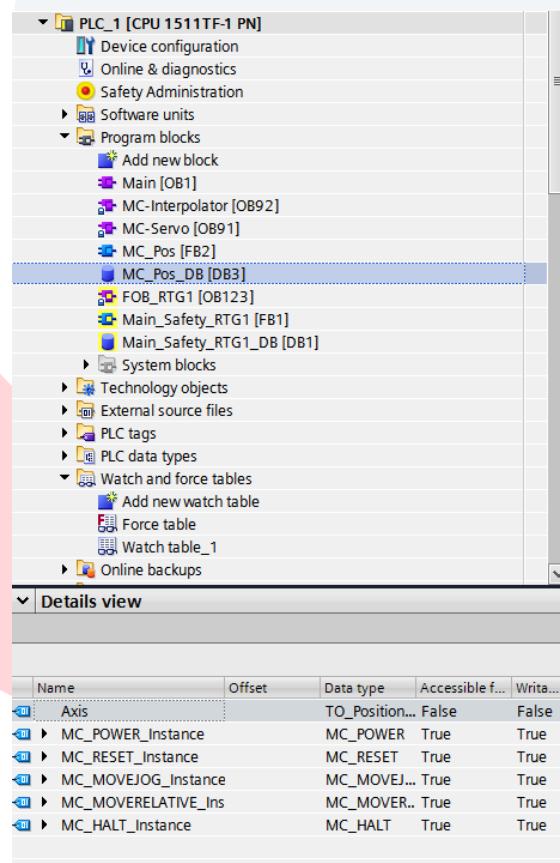 PLC_1 [CPU 1511TF-1 PN]
Device configuration
Online & diagnostics
Safety Administration
Software units
Program blocks
Add new block
Main [OB1]
MC-Interpolator [OB92]
MC-Servo [OB91]
MC_Pos [FB2]
MC_Pos_DB [DB3]
FOB_RTG1 [OB123]
Main_Safety_RTG1 [FB1]
Main_Safety_RTG1_DB [DB1]
System blocks
Technology objects
External source files
PLC tags
PLC data types
Watch and force tables
Add new watch table
Force table
Watch table_1
Online backups
Details view
Name Offset Data type Accessible f... Writa...
Axis TO_Position... False False
MC_POWER_Instance MC_POWER True True
MC_RESET_Instance MC_RESET True True
MC_MOVEJOG_Instance MC_MOVEJ... True True
MC_MOVERELATIVE_Ins MC_MOVER.. True True
MC_HALT_Instance MC_HALT True True